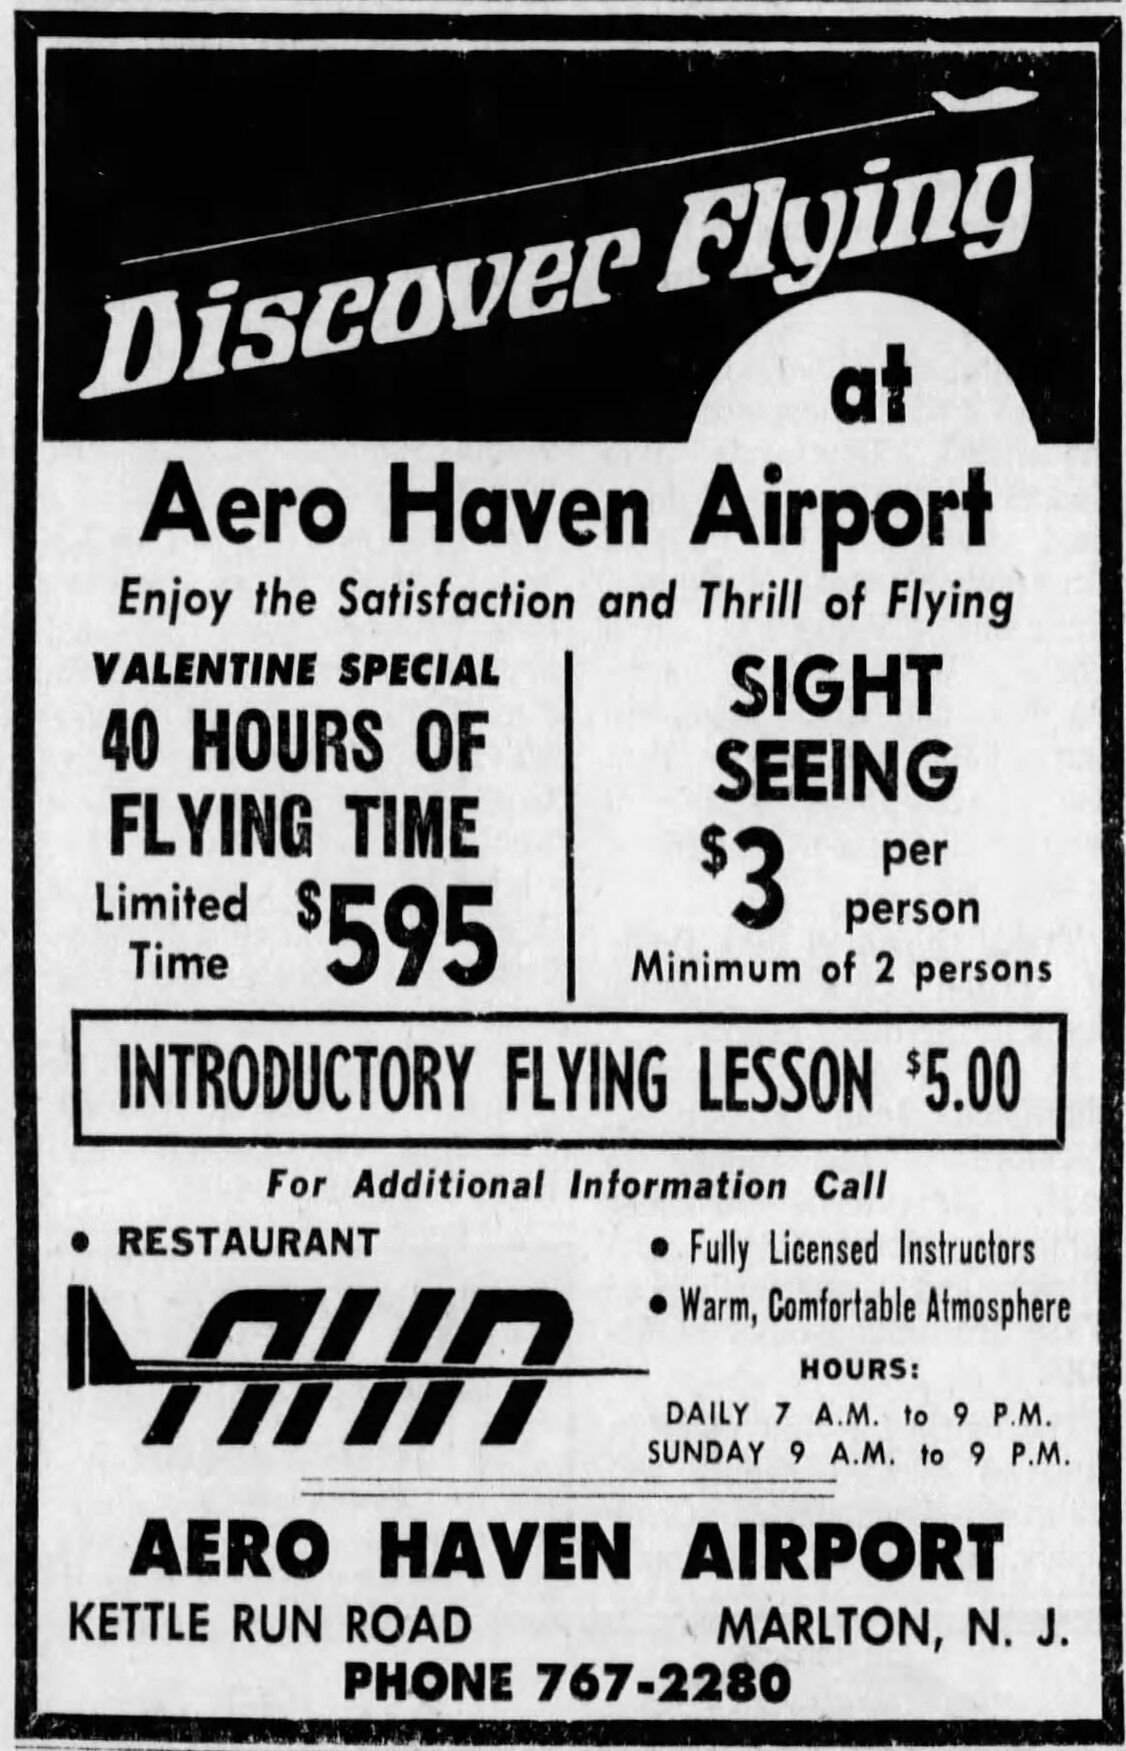 Discover Flying
at
Aero Haven Airport
Enjoy the Satisfaction and Thrill of Flying
VALENTINE SPECIAL
40 HOURS OF
FLYING TIME
Limited
Time
$595
SIGHT
SEEING
$3 per
person
Minimum of 2 persons
INTRODUCTORY FLYING LESSON $5.00
For Additional Information Call
• RESTAURANT
• Fully Licensed Instructors
• Warm, Comfortable Atmosphere
HOURS:
DAILY 7 A.M. to 9 P.M.
SUNDAY 9 A.M. to 9 P.M.
AERO HAVEN AIRPORT
KETTLE RUN ROAD MARLTON, N. J.
PHONE 767-2280